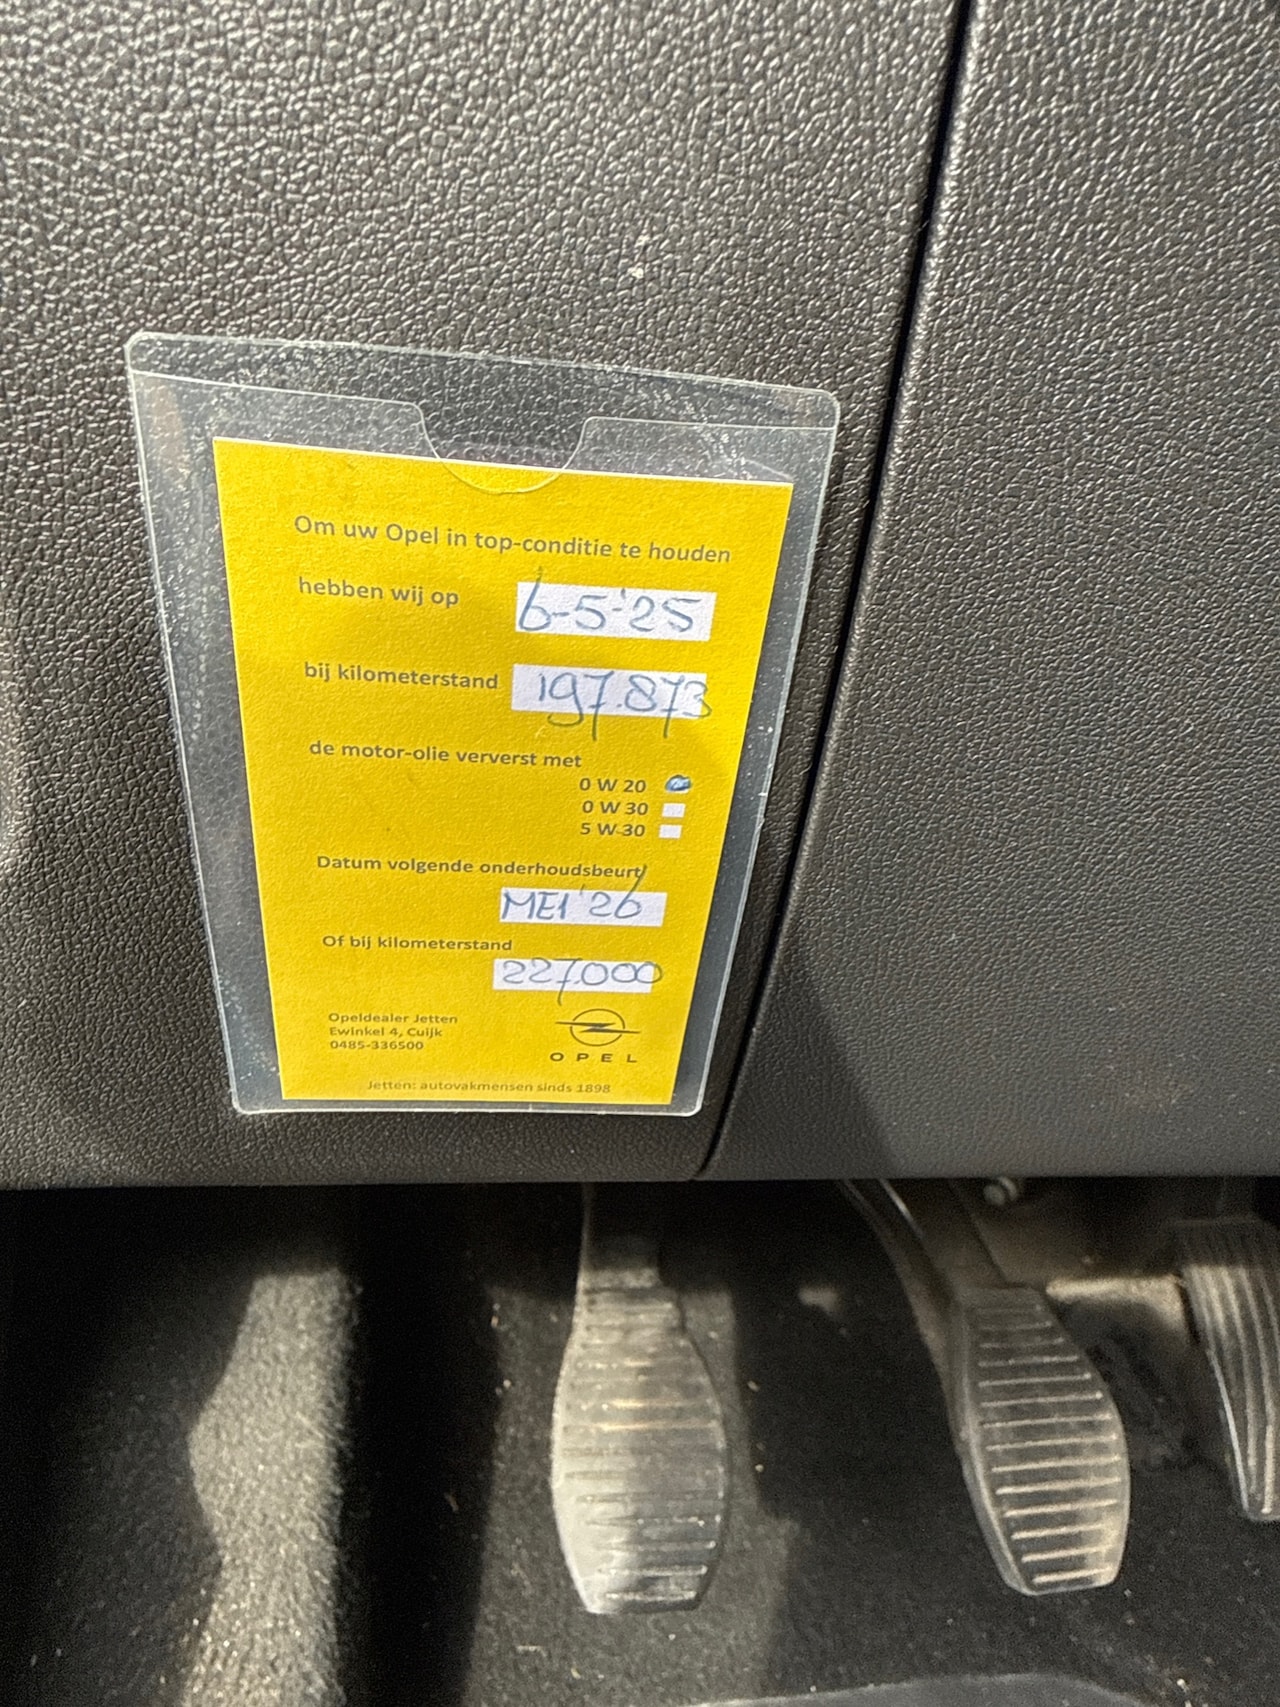 Om uw Opel in top-conditie te houden
hebben wij op 6-5-'25
bij kilometerstand 197.873
de motor-olie ververst met
0 W 20
0 W 30
5 W 30
Datum volgende onderhoudsbeurt
MEI '26
Of bij kilometerstand
227.000
Opeldealer Jetten
Ewinkel 4, Cuijk
0485-336500
OPEL
Jetten: autovakmensen sinds 1898